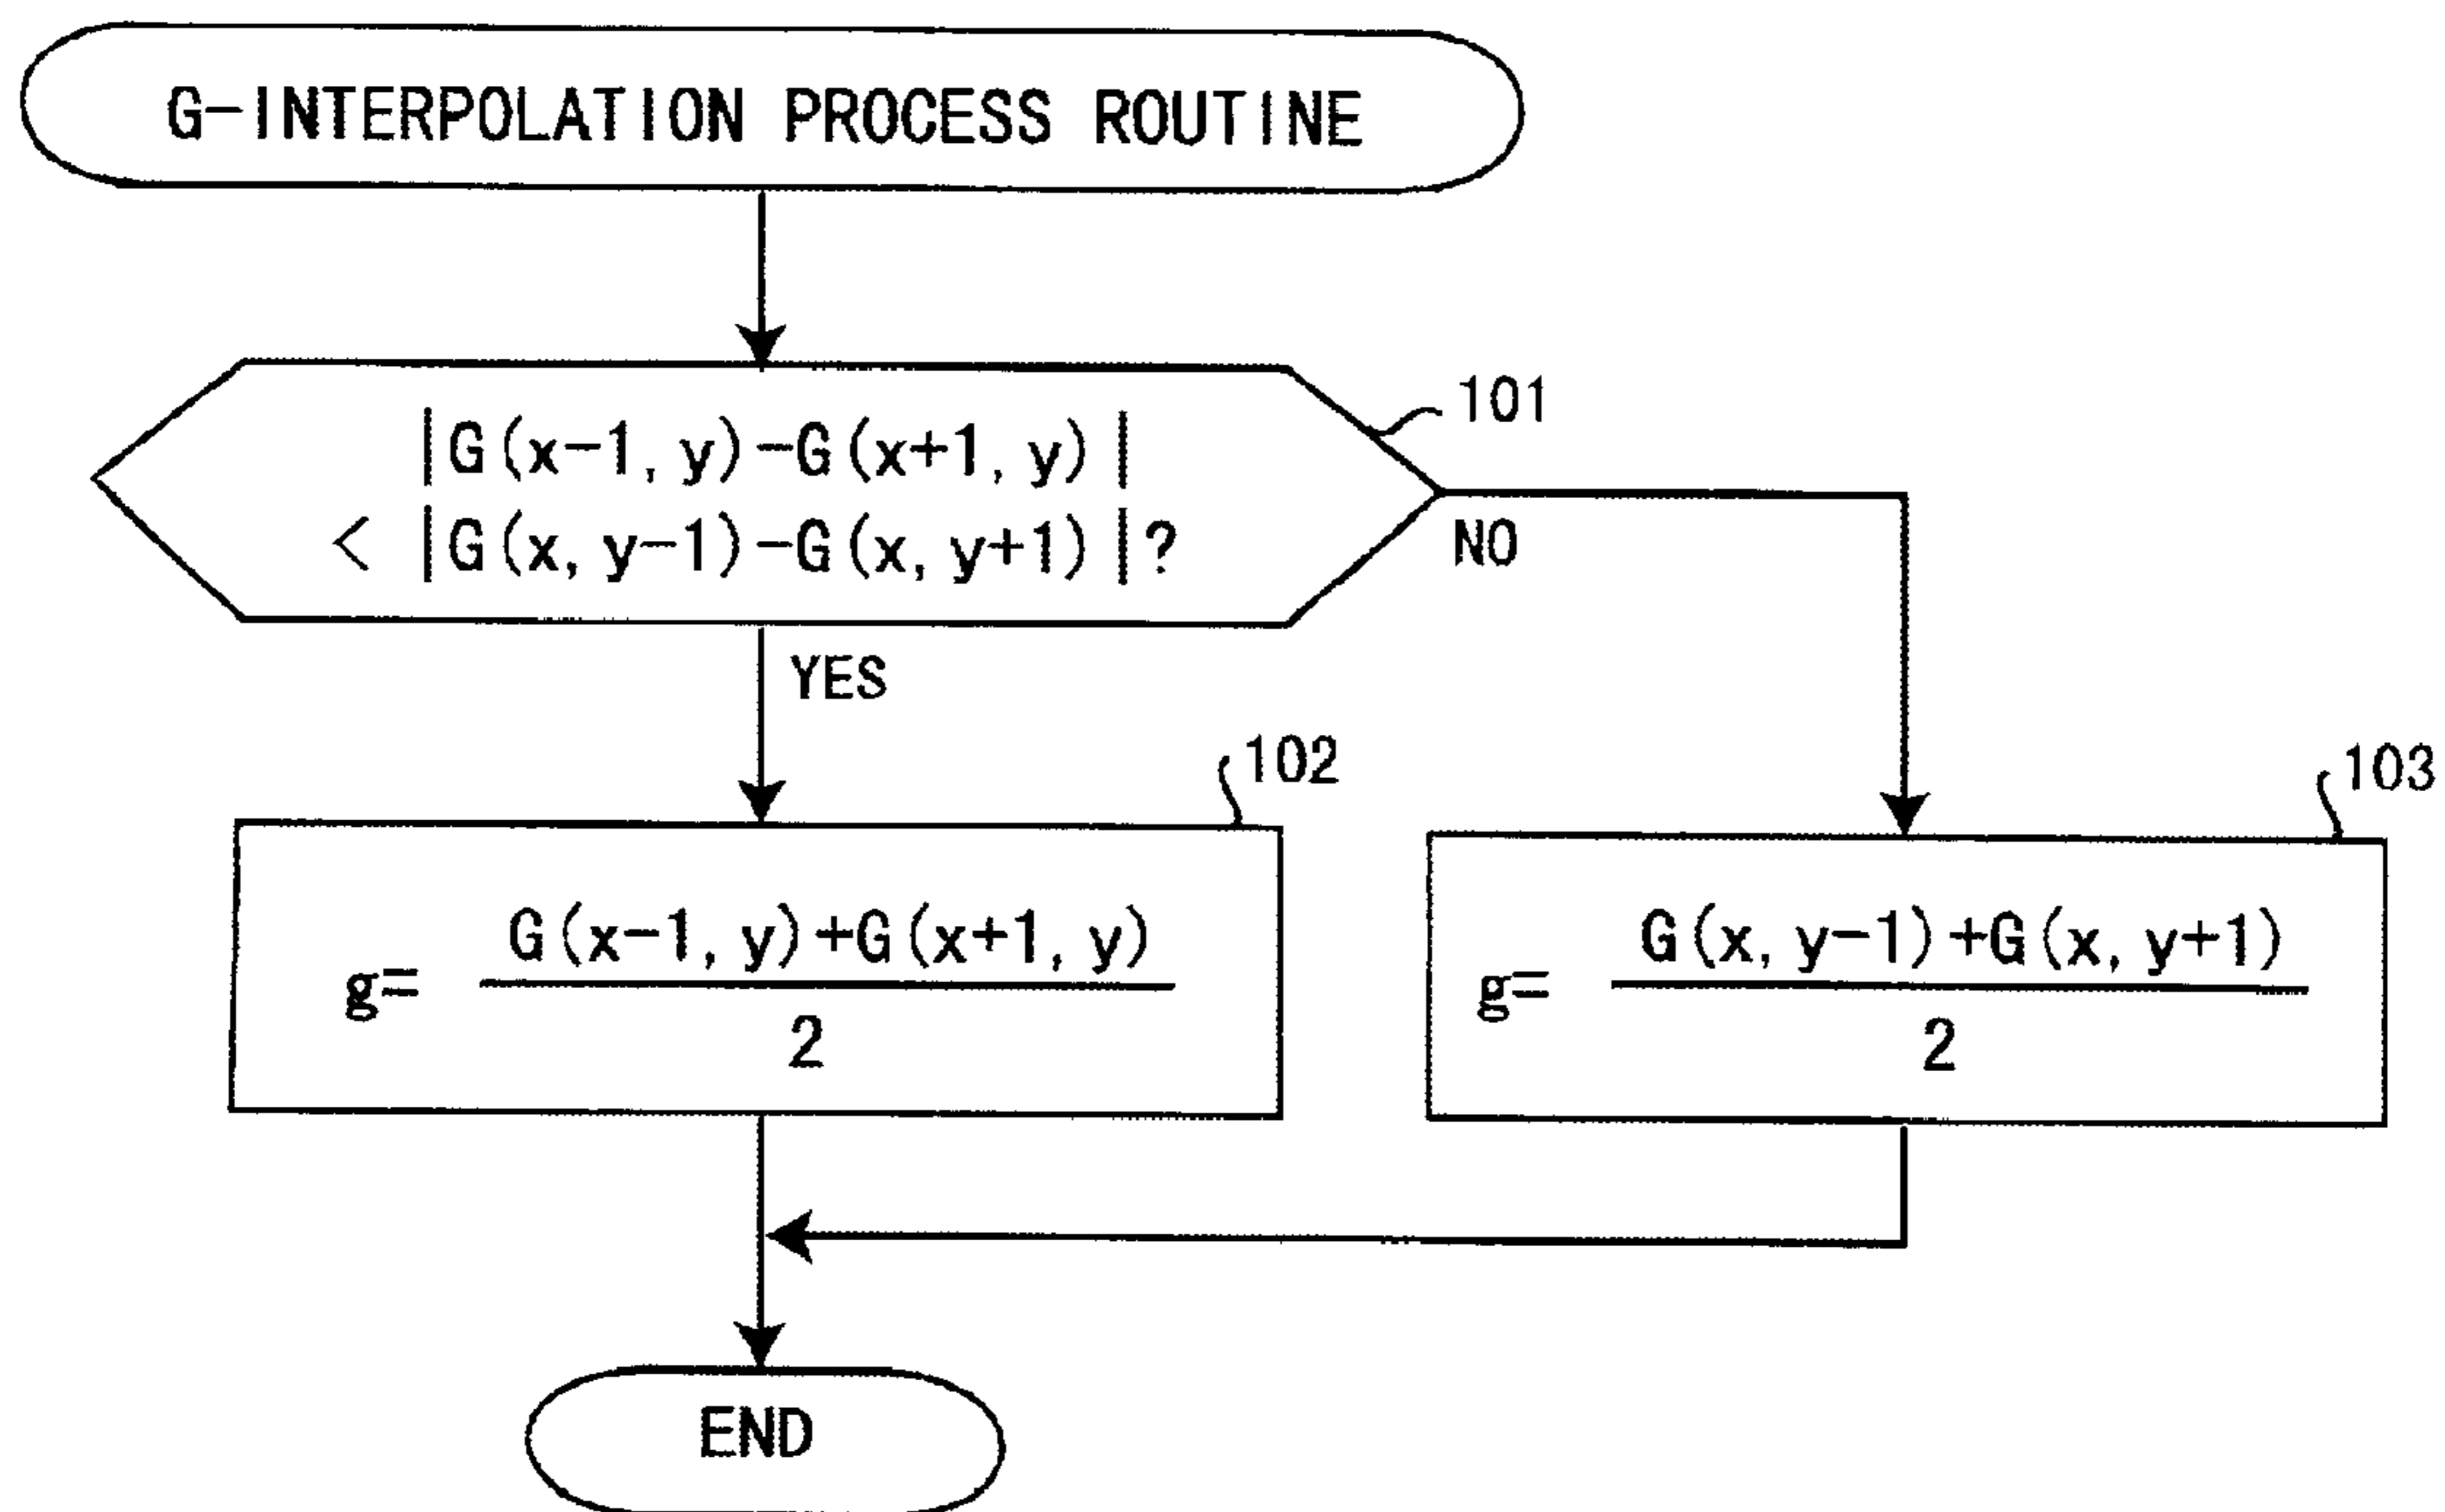 G-INTERPOLATION PROCESS ROUTINE
|G(x-1, y)-G(x+1, y)|
101
< |G(x, y-1)-G(x, y+1)|?
NO
YES
102
103
g= G(x-1, y)+G(x+1, y)
2
g= G(x, y-1)+G(x, y+1)
2
END